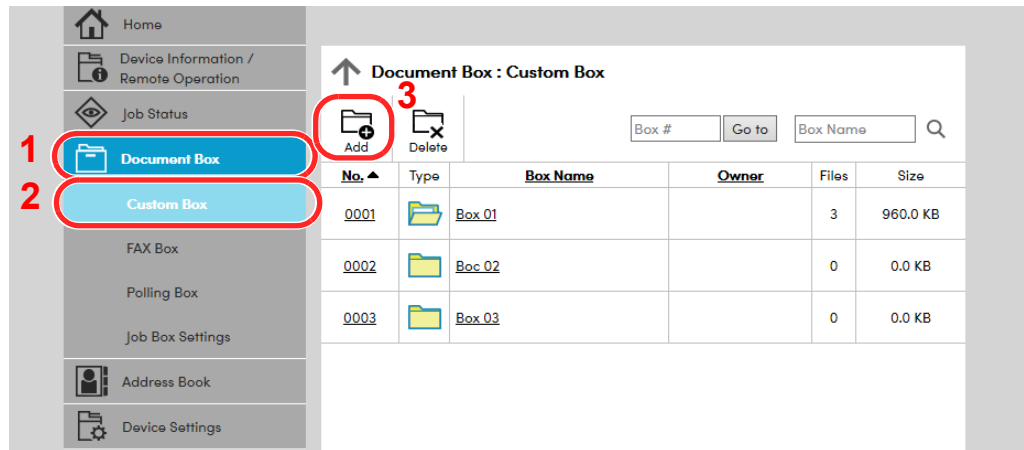 Home
Device Information /
Remote Operation
Job Status
1
Document Box
2
Custom Box
FAX Box
Polling Box
Job Box Settings
Address Book
Device Settings
Document Box : Custom Box
3
Add
Delete
Box #
Go to
Box Name
No. Type Box Name Owner Files Size
0001 Box 01 3 960.0 KB
0002 Boc 02 0 0.0 KB
0003 Box 03 0 0.0 KB